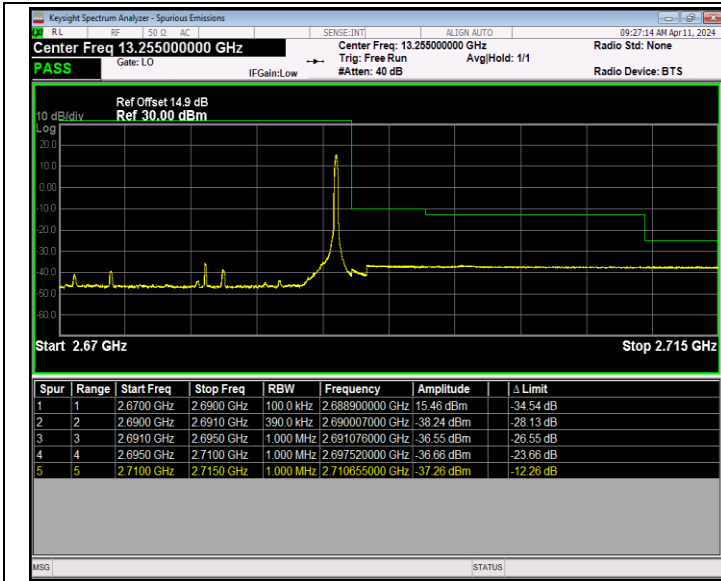 Keysight Spectrum Analyzer - Spurious Emissions
RL RF 50 Ω AC SENSE:INT ALIGN AUTO 09:27:14 AM Apr 11, 2024
Center Freq 13.255000000 GHz Center Freq: 13.255000000 GHz Radio Std: None
Gate: LO Trig: Free Run Avg|Hold: 1/1
PASS IFGain:Low #Atten: 40 dB Radio Device: BTS
Ref Offset 14.9 dB
10 dB/div Ref 30.00 dBm
Log
20.0
10.0
0.00
-10.0
-20.0
-30.0
-40.0
-50.0
-60.0
Start 2.67 GHz Stop 2.715 GHz
Spur Range Start Freq Stop Freq RBW Frequency Amplitude Δ Limit
1 1 2.6700 GHz 2.6900 GHz 100.0 kHz 2.688900000 GHz 15.46 dBm -34.54 dB
2 2 2.6900 GHz 2.6910 GHz 390.0 kHz 2.690007000 GHz -38.24 dBm -28.13 dB
3 3 2.6910 GHz 2.6950 GHz 1.000 MHz 2.691076000 GHz -36.55 dBm -26.55 dB
4 4 2.6950 GHz 2.7100 GHz 1.000 MHz 2.697520000 GHz -36.66 dBm -23.66 dB
5 5 2.7100 GHz 2.7150 GHz 1.000 MHz 2.710655000 GHz -37.26 dBm -12.26 dB
MSG STATUS